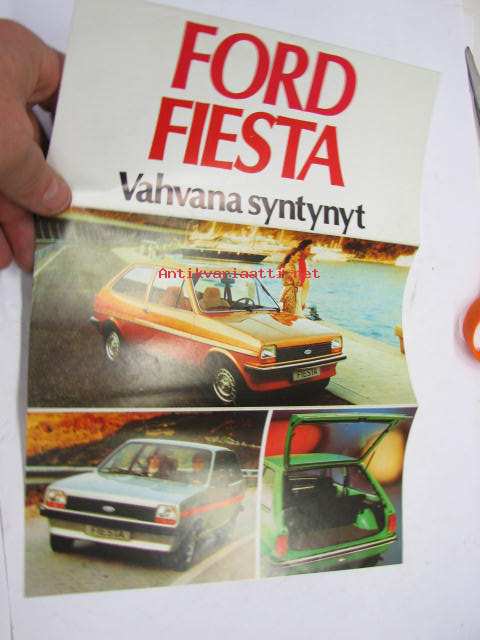 FORD
FIESTA
Vahvana syntynyt
Antikvariaatti.net
FIESTA
FIESTA